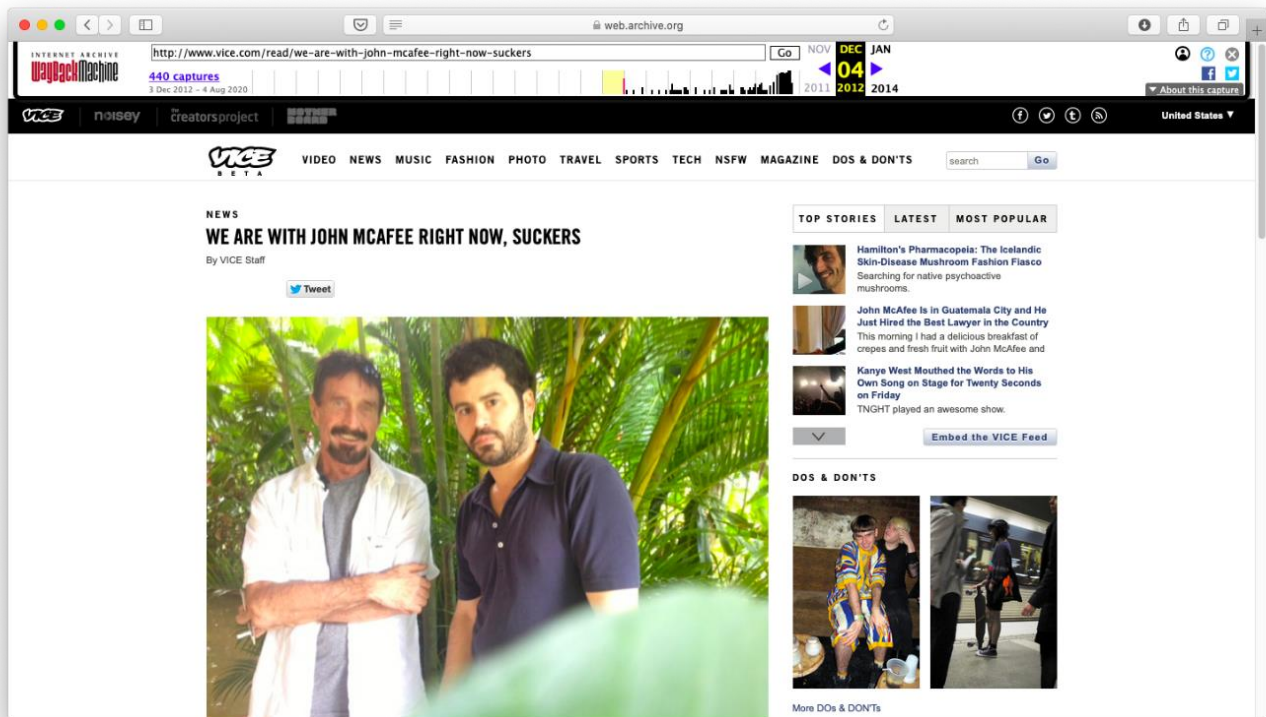 web.archive.org
INTERNET ARCHIVE
WayBackMachine
http://www.vice.com/read/we-are-with-john-mcafee-right-now-suckers
Go
NOV DEC JAN
440 captures
04
3 Dec 2012 – 4 Aug 2020
2011 2012 2014
About this capture
VICE
noisey
the creatorsproject
MOTHER BOARD
United States
VICE
BETA
VIDEO NEWS MUSIC FASHION PHOTO TRAVEL SPORTS TECH NSFW MAGAZINE DOS & DON'TS
search
Go
NEWS
WE ARE WITH JOHN MCAFEE RIGHT NOW, SUCKERS
By VICE Staff
Tweet
TOP STORIES LATEST MOST POPULAR
Hamilton's Pharmacopeia: The Icelandic
Skin-Disease Mushroom Fashion Fiasco
Searching for native psychoactive
mushrooms.
John McAfee Is in Guatemala City and He
Just Hired the Best Lawyer in the Country
This morning I had a delicious breakfast of
crepes and fresh fruit with John McAfee and
Kanye West Mouthed the Words to His
Own Song on Stage for Twenty Seconds
on Friday
TNGHT played an awesome show.
Embed the VICE Feed
DOS & DON'TS
More DOs & DON'Ts